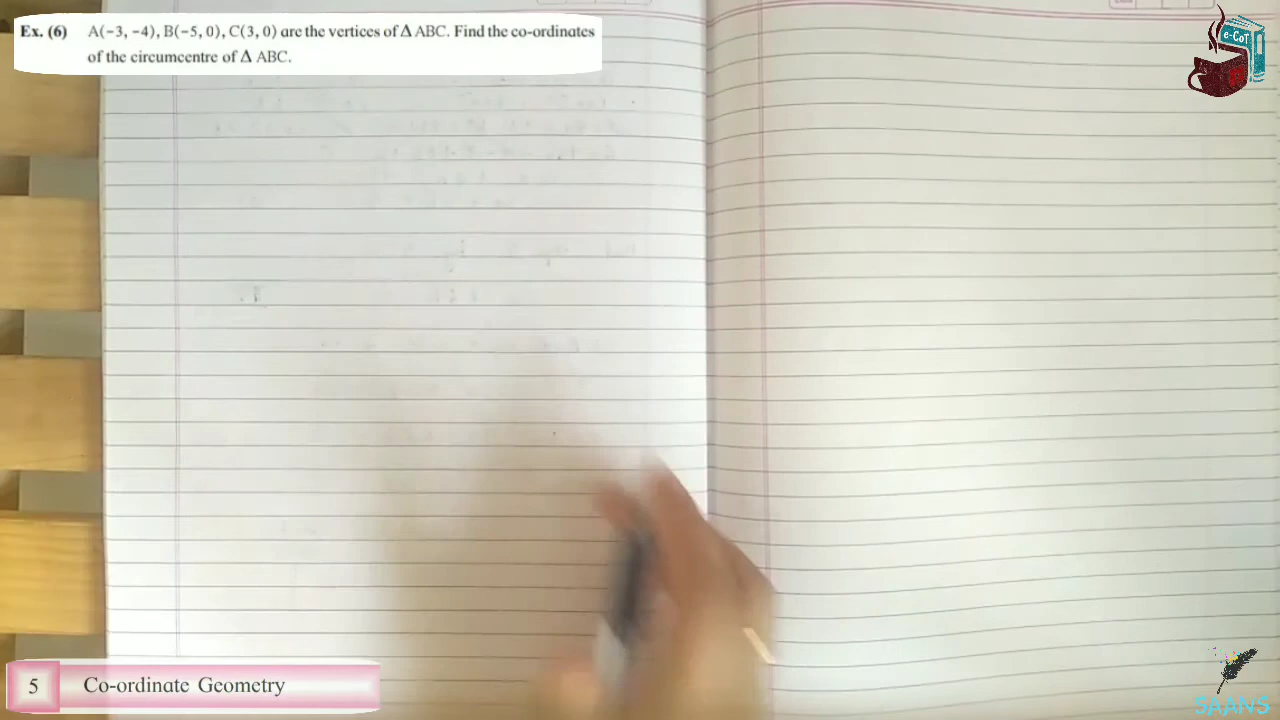 Ex. (6) A(−3, −4), B(−5, 0), C(3, 0) are the vertices of Δ ABC. Find the co-ordinates
of the circumcentre of Δ ABC.
e-CoT
5 Co-ordinate Geometry
SAANS